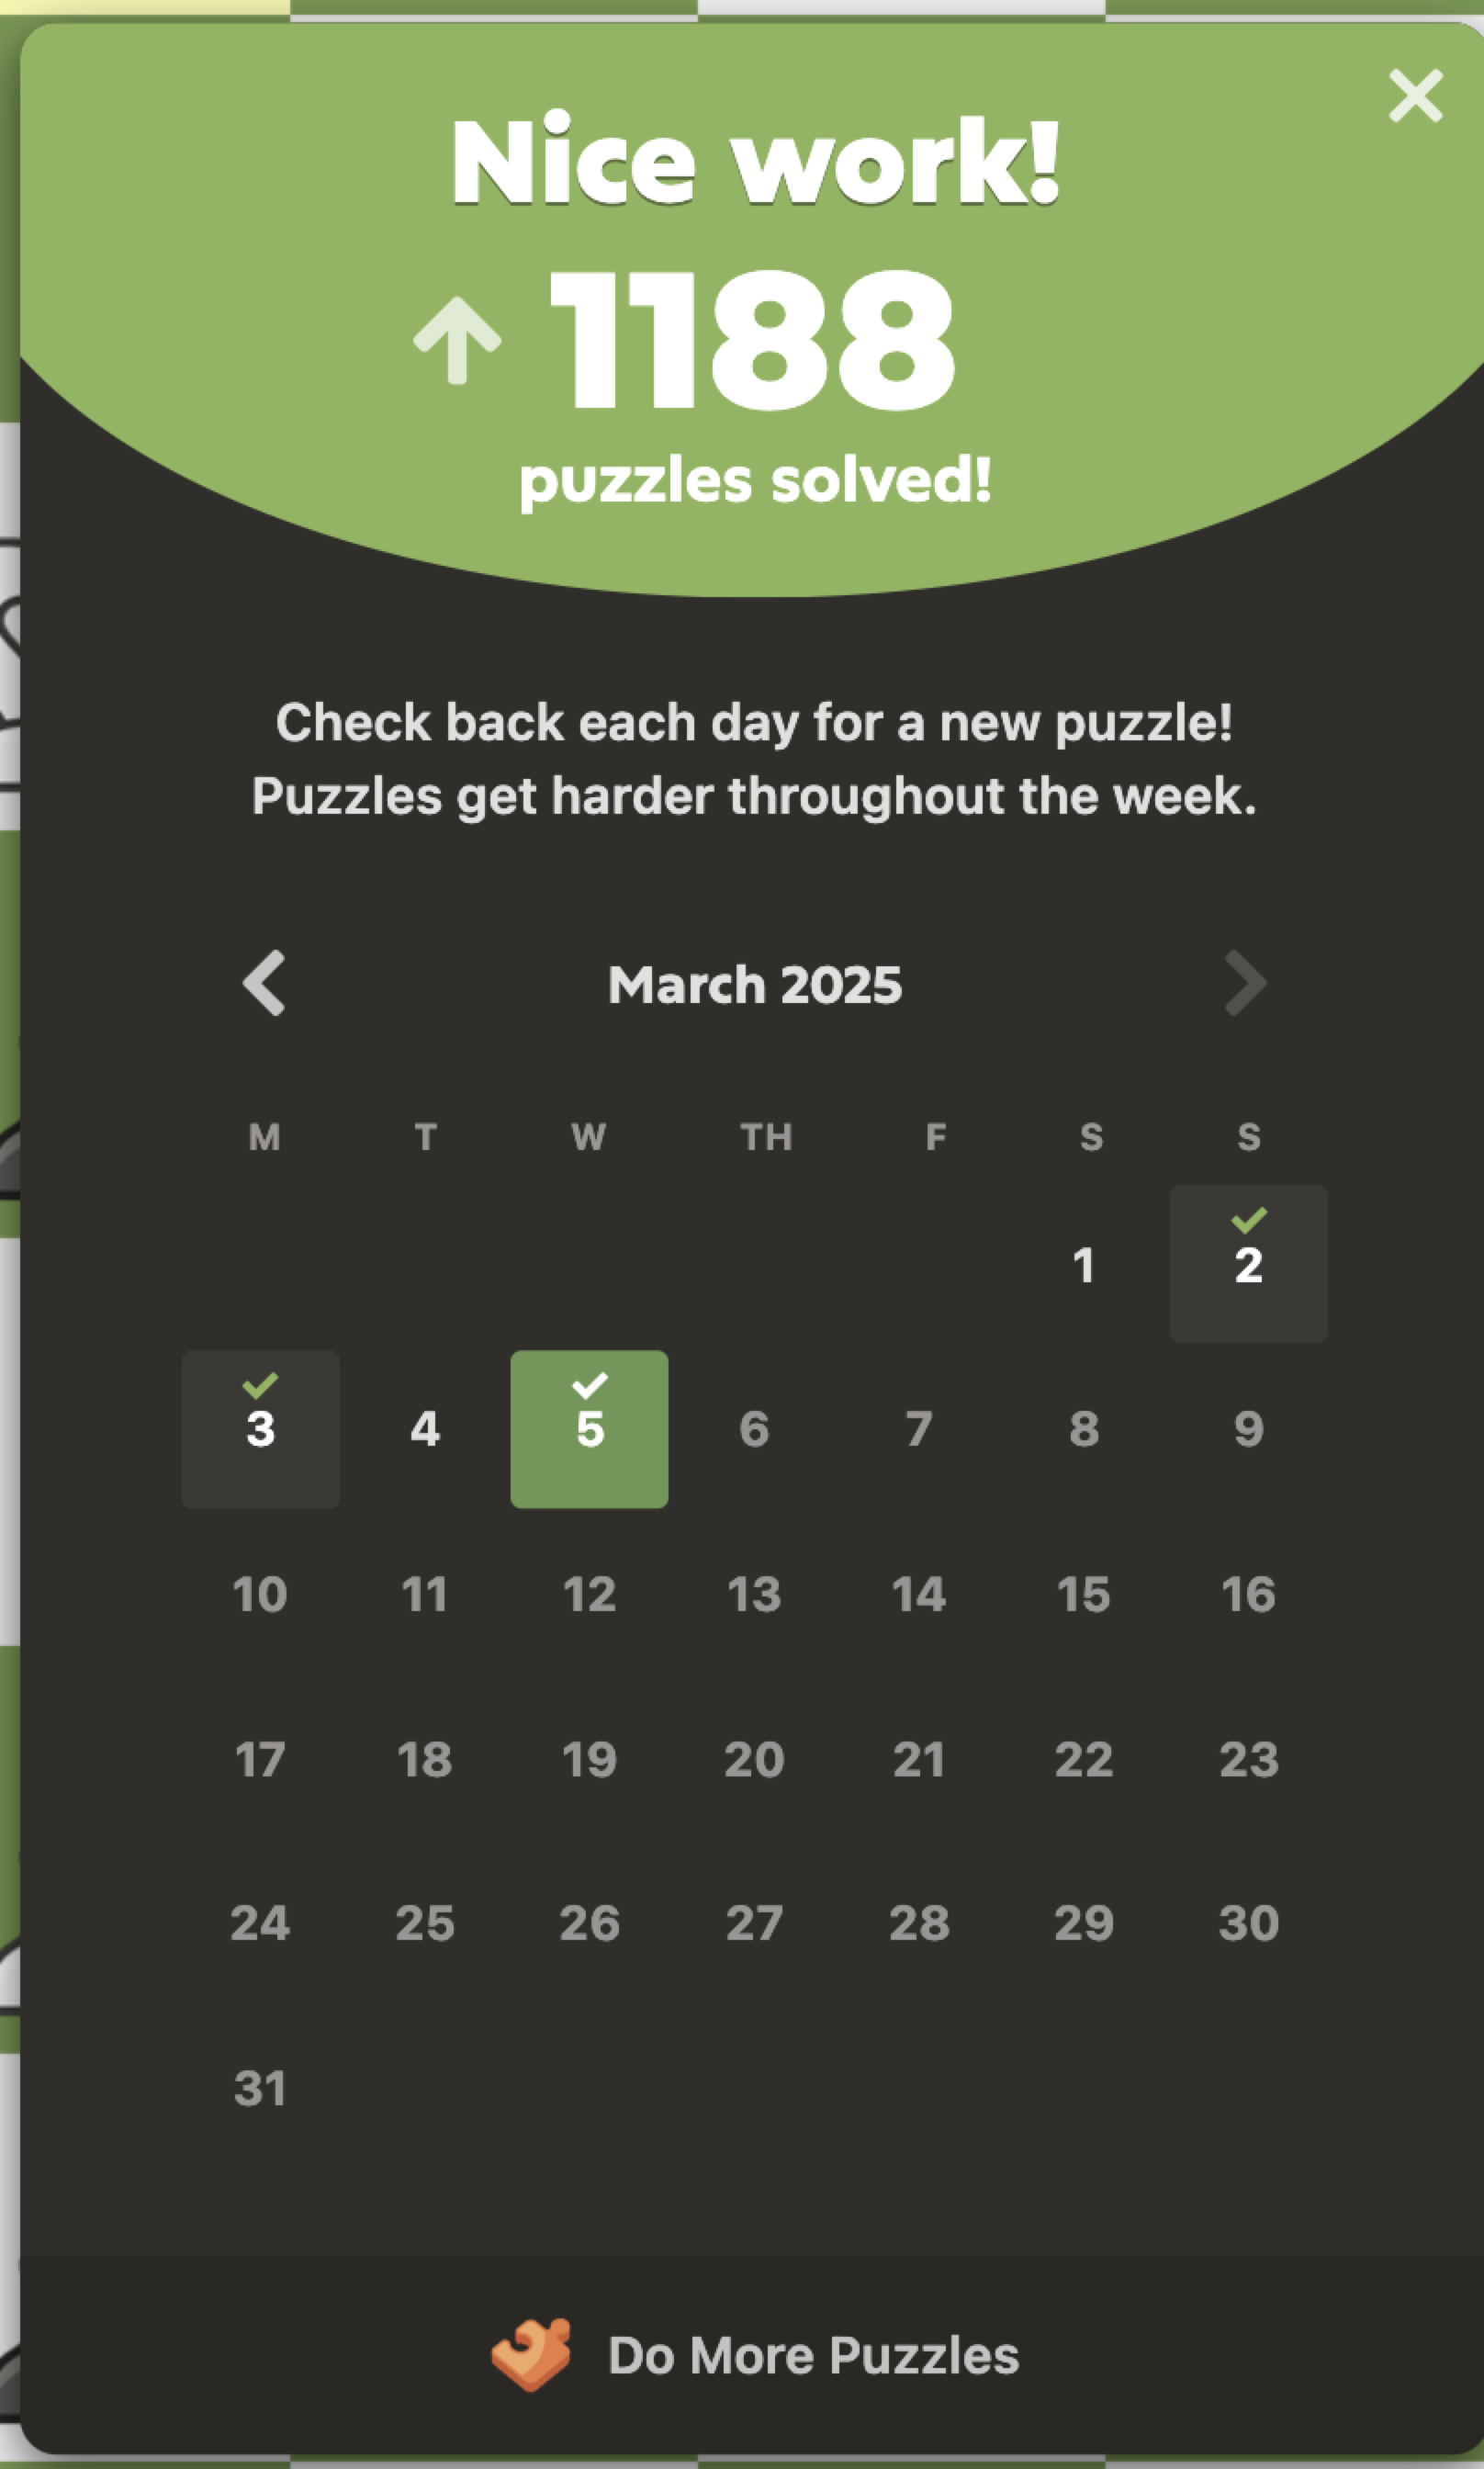 Nice work!
1188
puzzles solved!
Check back each day for a new puzzle!
Puzzles get harder throughout the week.
March 2025
M T W TH F S S
1 2
3 4 5 6 7 8 9
10 11 12 13 14 15 16
17 18 19 20 21 22 23
24 25 26 27 28 29 30
31
Do More Puzzles